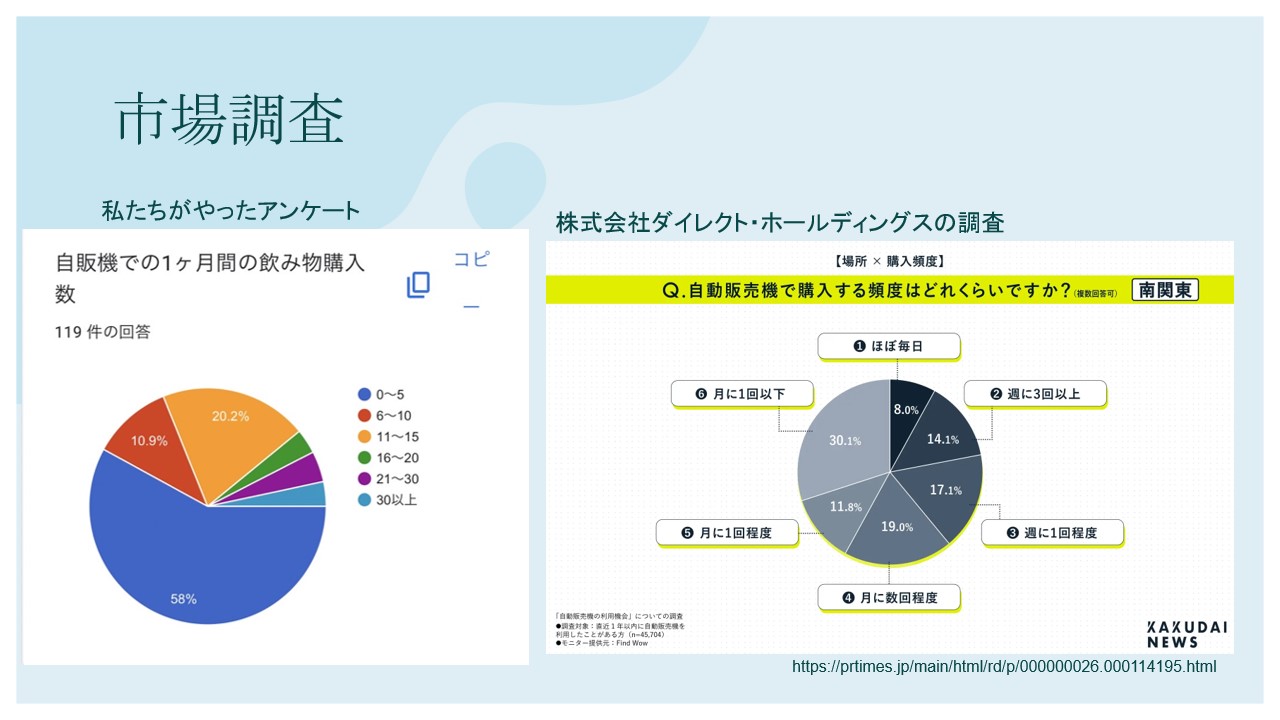 市場調査
私たちがやったアンケート
自販機での1ヶ月間の飲み物購入
数
コピ
ー
119 件の回答
20.2%
10.9%
58%
0～5
6～10
11～15
16～20
21～30
30以上
株式会社ダイレクト・ホールディングスの調査
【場所 × 購入頻度】
Q.自動販売機で購入する頻度はどれくらいですか？(複数回答可) 南関東
❶ ほぼ毎日
❻ 月に1回以下
❷ 週に3回以上
8.0%
14.1%
30.1%
17.1%
11.8%
19.0%
❺ 月に1回程度
❸ 週に1回程度
❹ 月に数回程度
「自動販売機の利用機会」についての調査
●調査対象：直近１年以内に自動販売機を
利用したことがある方（n=45,704）
●モニター提供元：Find Wow
KAKUDAI
NEWS
https://prtimes.jp/main/html/rd/p/000000026.000114195.html